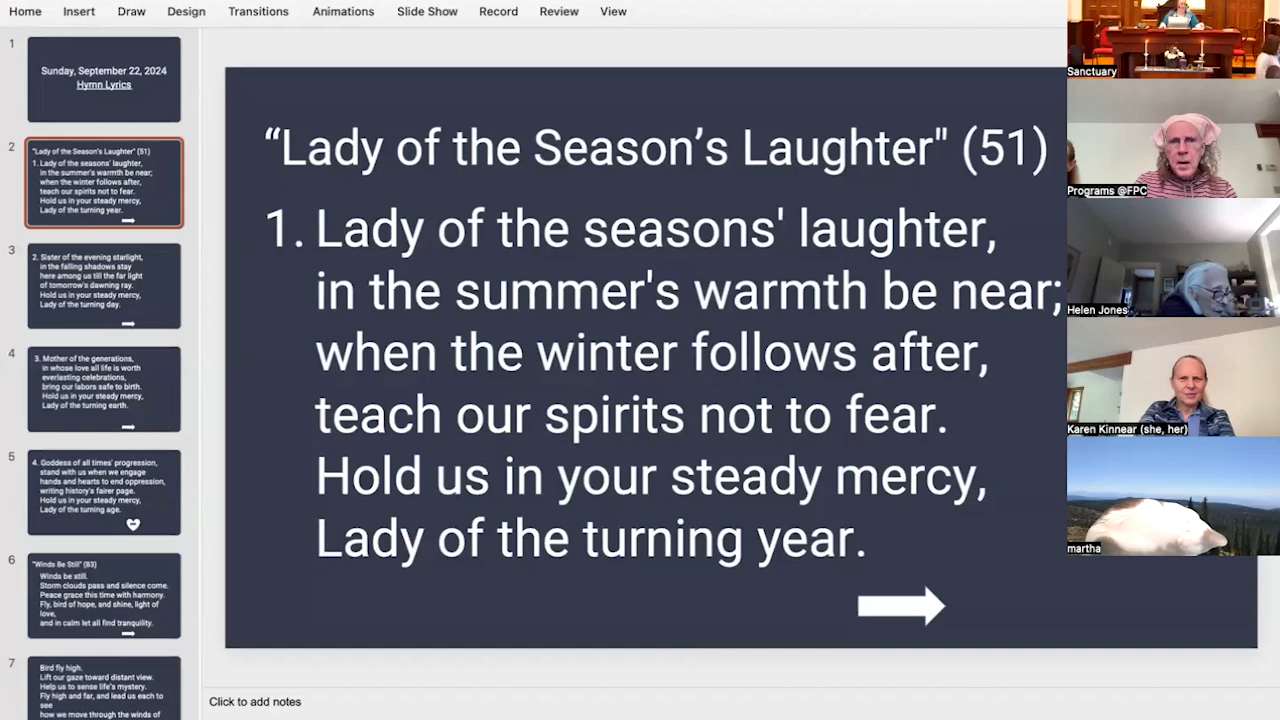 Home Insert Draw Design Transitions Animations Slide Show Record Review View
1
Sunday, September 22, 2024
Hymn Lyrics
2
"Lady of the Season's Laughter" (51)
1. Lady of the seasons' laughter,
in the summer's warmth be near;
when the winter follows after,
teach our spirits not to fear.
Hold us in your steady mercy,
Lady of the turning year.
3
2. Sister of the evening starlight,
in the falling shadows stay
here among us till the far light
of tomorrow's dawning ray.
Hold us in your steady mercy,
Lady of the turning day.
4
3. Mother of the generations,
in whose love all life is worth
everlasting celebrations,
bring our labors safe to birth.
Hold us in your steady mercy,
Lady of the turning earth.
5
4. Goddess of all times' progression,
stand with us when we engage
hands and hearts to end oppression,
writing history's fairer page.
Hold us in your steady mercy,
Lady of the turning age.
6
"Winds Be Still" (83)
Winds be still.
Storm clouds pass and silence come.
Peace grace this time with harmony.
Fly, bird of hope, and shine, light of
love,
and in calm let all find tranquility.
7
Bird fly high.
Lift our gaze toward distant view.
Help us to sense life's mystery.
Fly high and far, and lead us each to
see
how we move through the winds of
“Lady of the Season’s Laughter" (51)
1. Lady of the seasons' laughter,
in the summer's warmth be near;
when the winter follows after,
teach our spirits not to fear.
Hold us in your steady mercy,
Lady of the turning year.
Click to add notes
Sanctuary
Programs @FPC
Helen Jones
Karen Kinnear (she, her)
martha